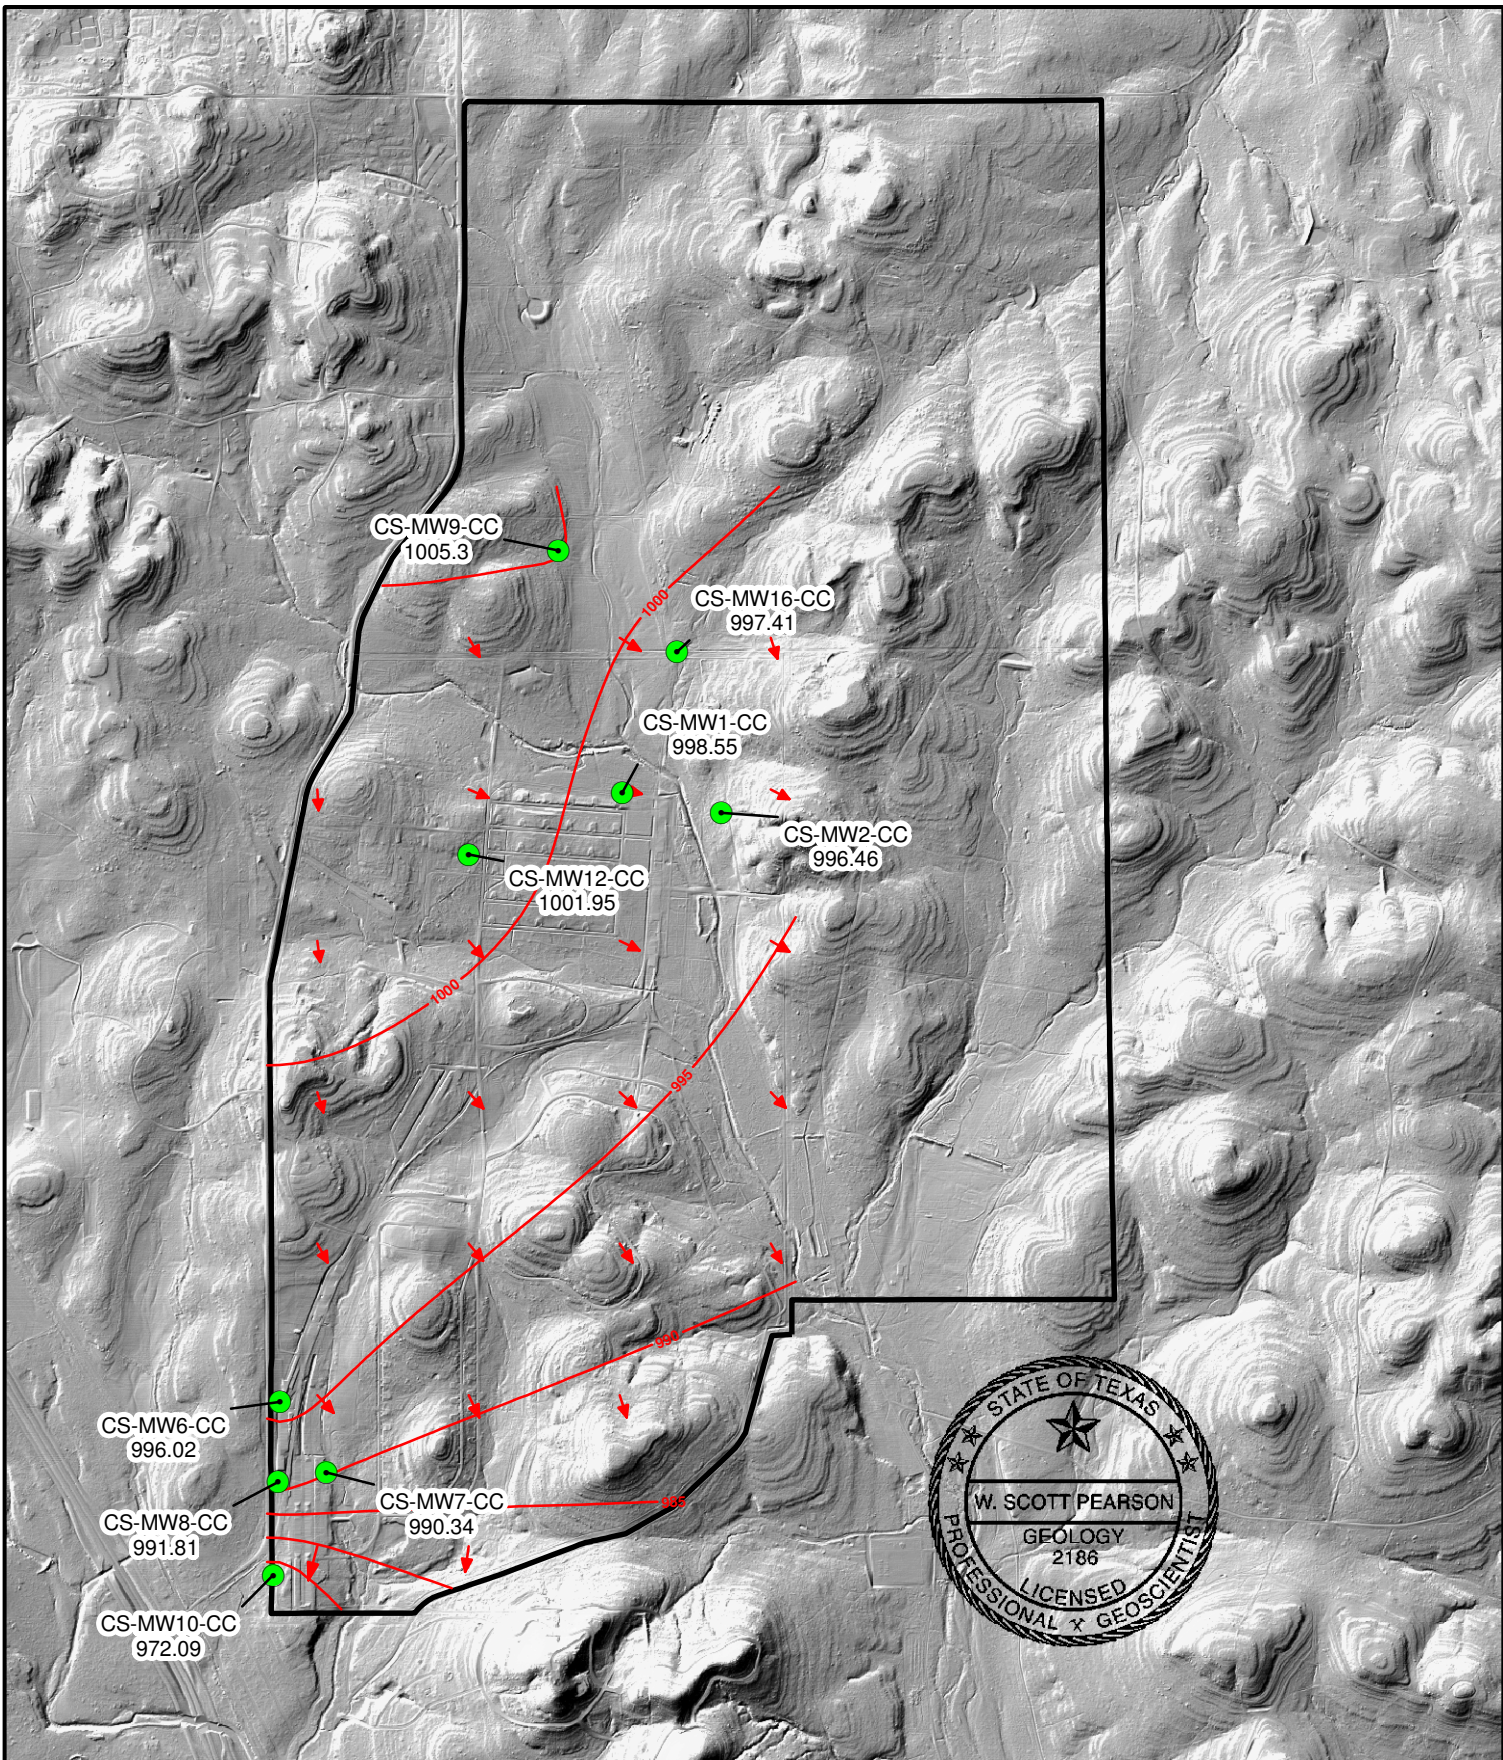 CS-MW9-CC
1005.3
1000
CS-MW16-CC
997.41
CS-MW1-CC
998.55
CS-MW2-CC
996.46
CS-MW12-CC
1001.95
1000
995
990
CS-MW6-CC
996.02
CS-MW7-CC
990.34
985
CS-MW8-CC
991.81
CS-MW10-CC
972.09
STATE OF TEXAS
W. SCOTT PEARSON
GEOLOGY
2186
LICENSED
PROFESSIONAL GEOSCIENTIST